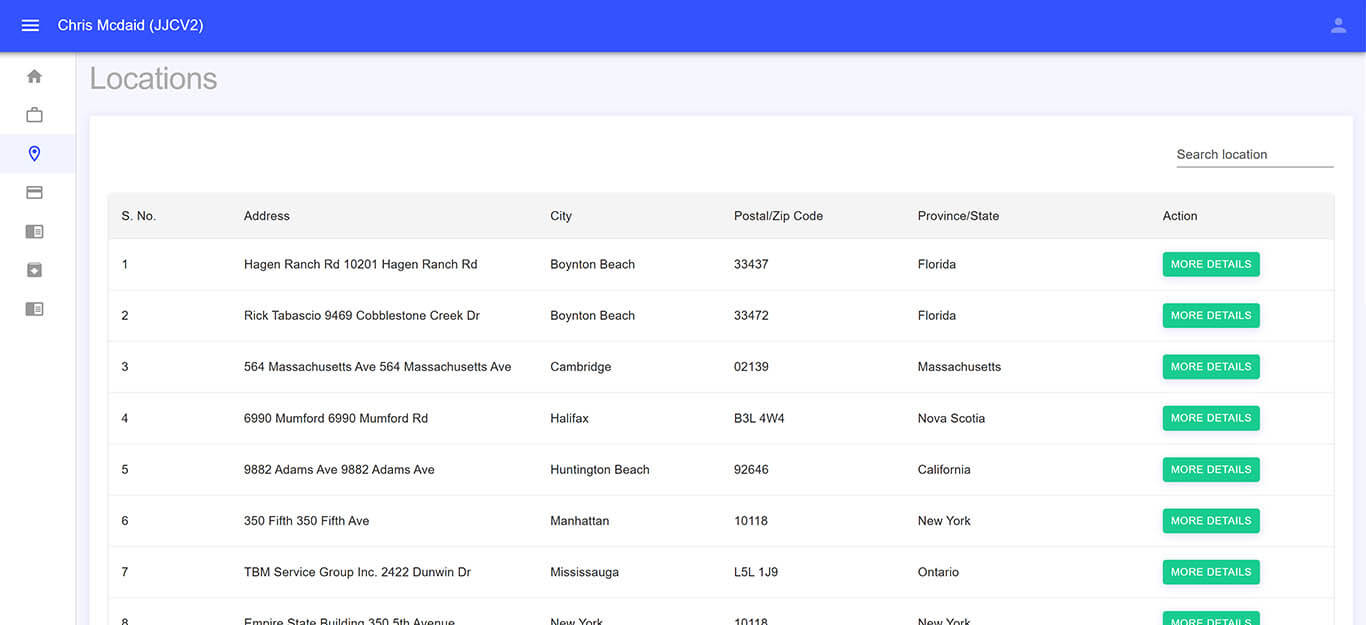 Chris Mcdaid (JJCV2)
Locations
Search location
S. No. Address City Postal/Zip Code Province/State Action
1 Hagen Ranch Rd 10201 Hagen Ranch Rd Boynton Beach 33437 Florida MORE DETAILS
2 Rick Tabascio 9469 Cobblestone Creek Dr Boynton Beach 33472 Florida MORE DETAILS
3 564 Massachusetts Ave 564 Massachusetts Ave Cambridge 02139 Massachusetts MORE DETAILS
4 6990 Mumford 6990 Mumford Rd Halifax B3L 4W4 Nova Scotia MORE DETAILS
5 9882 Adams Ave 9882 Adams Ave Huntington Beach 92646 California MORE DETAILS
6 350 Fifth 350 Fifth Ave Manhattan 10118 New York MORE DETAILS
7 TBM Service Group Inc. 2422 Dunwin Dr Mississauga L5L 1J9 Ontario MORE DETAILS
8 Empire State Building 350 5th Avenue New York 10118 New York MORE DETAILS